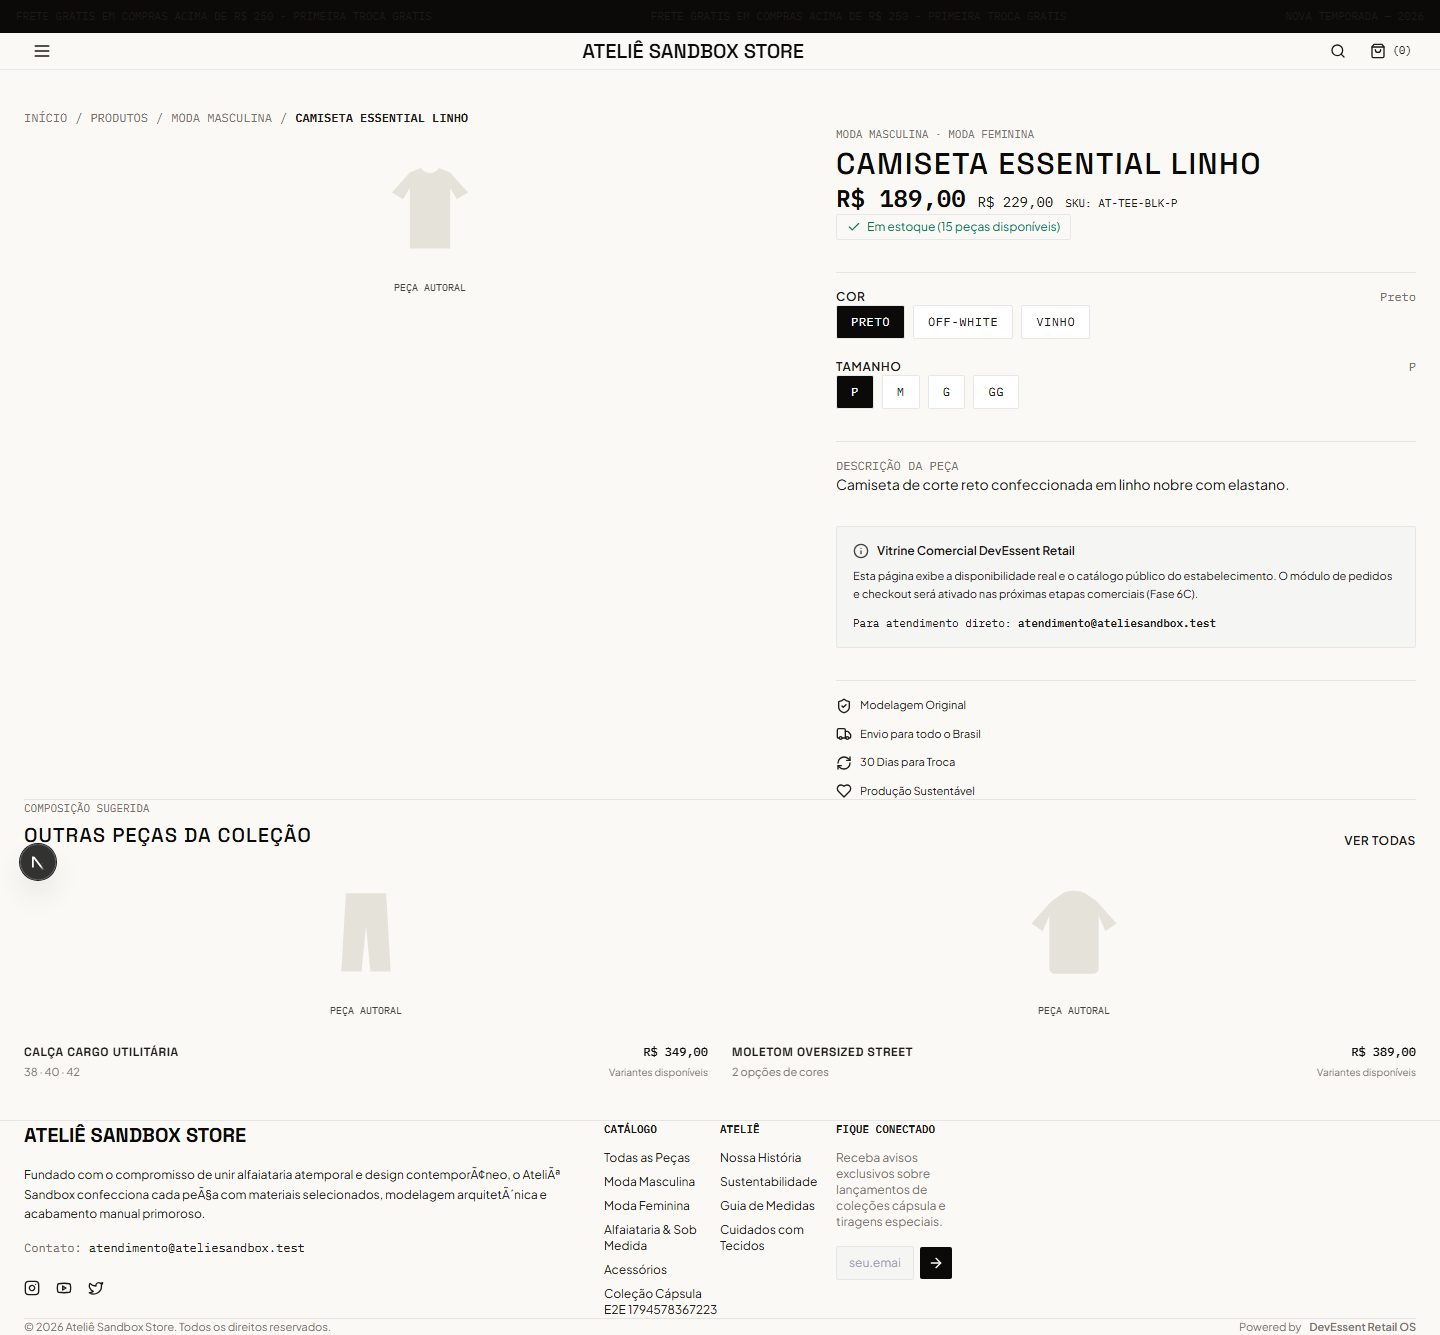 FRETE GRATIS EM COMPRAS ACIMA DE R$ 250 - PRIMEIRA TROCA GRATIS
FRETE GRATIS EM COMPRAS ACIMA DE R$ 250 - PRIMEIRA TROCA GRATIS
NOVA TEMPORADA — 2026
ATELIÊ SANDBOX STORE
(0)
INÍCIO / PRODUTOS / MODA MASCULINA / CAMISETA ESSENTIAL LINHO
PEÇA AUTORAL
MODA MASCULINA · MODA FEMININA
CAMISETA ESSENTIAL LINHO
R$ 189,00 R$ 229,00 SKU: AT-TEE-BLK-P
Em estoque (15 peças disponíveis)
COR Preto
PRETO OFF-WHITE VINHO
TAMANHO P
P M G GG
DESCRIÇÃO DA PEÇA
Camiseta de corte reto confeccionada em linho nobre com elastano.
Vitrine Comercial DevEssent Retail
Esta página exibe a disponibilidade real e o catálogo público do estabelecimento. O módulo de pedidos
e checkout será ativado nas próximas etapas comerciais (Fase 6C).
Para atendimento direto: atendimento@ateliesandbox.test
Modelagem Original
Envio para todo o Brasil
30 Dias para Troca
Produção Sustentável
COMPOSIÇÃO SUGERIDA
OUTRAS PEÇAS DA COLEÇÃO
VER TODAS
PEÇA AUTORAL
CALÇA CARGO UTILITÁRIA R$ 349,00
38 · 40 · 42 Variantes disponíveis
PEÇA AUTORAL
MOLETOM OVERSIZED STREET R$ 389,00
2 opções de cores Variantes disponíveis
ATELIÊ SANDBOX STORE
Fundado com o compromisso de unir alfaiataria atemporal e design contemporÃ¢neo, o AteliÃª
Sandbox confecciona cada peÃ§a com materiais selecionados, modelagem arquitetÃ´nica e
acabamento manual primoroso.
Contato: atendimento@ateliesandbox.test
CATÁLOGO
Todas as Peças
Moda Masculina
Moda Feminina
Alfaiataria & Sob
Medida
Acessórios
Coleção Cápsula
E2E 1794578367223
ATELIÊ
Nossa História
Sustentabilidade
Guia de Medidas
Cuidados com
Tecidos
FIQUE CONECTADO
Receba avisos
exclusivos sobre
lançamentos de
coleções cápsula e
tiragens especiais.
seu.emai
© 2026 Ateliê Sandbox Store. Todos os direitos reservados.
Powered by DevEssent Retail OS